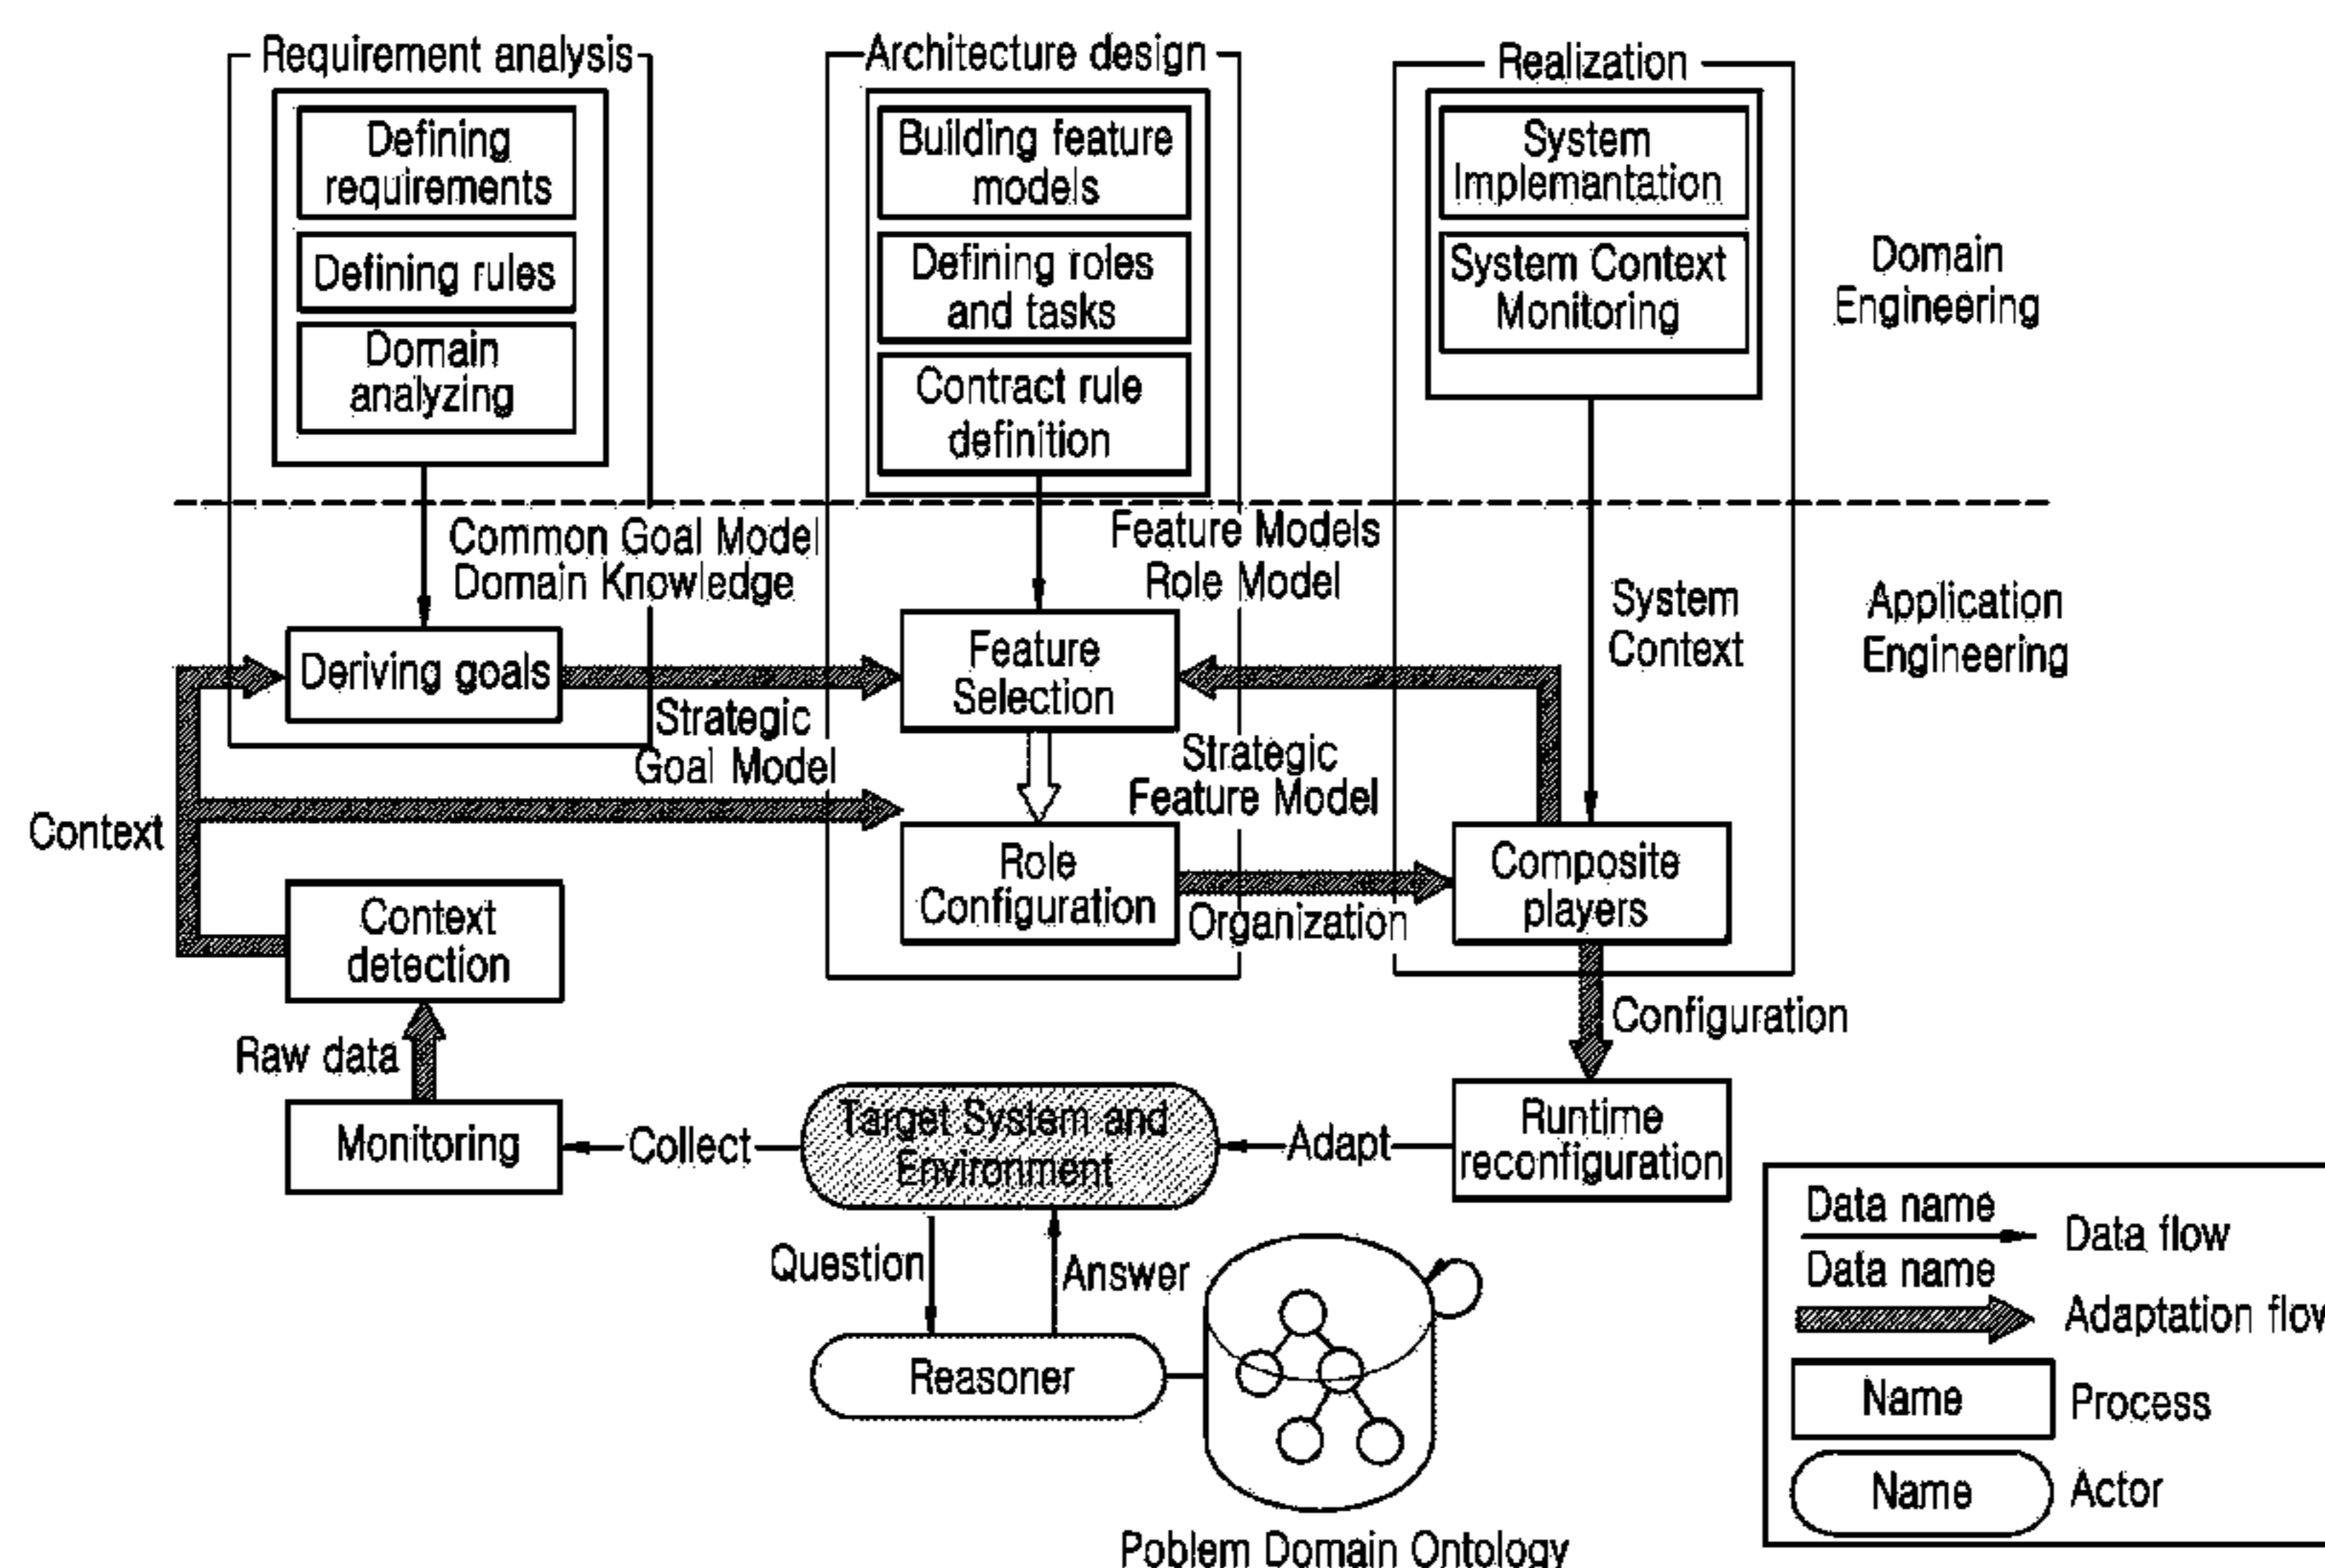 Requirement analysis
Defining
requirements
Defining rules
Domain
analyzing
Architecture design
Building feature
models
Defining roles
and tasks
Contract rule
definition
Realization
System
Implemantation
System Context
Monitoring
Domain
Engineering
Common Goal Model
Domain Knowledge
Feature Models
Role Model
System
Context
Application
Engineering
Deriving goals
Strategic
Goal Model
Feature
Selection
Strategic
Feature Model
Context
Context
detection
Role
Configuration
Organization
Composite
players
Configuration
Raw data
Monitoring
Collect
Target System and
Environment
Adapt
Runtime
reconfiguration
Question
Answer
Reasoner
Poblem Domain Ontology
Data name
Data flow
Data name
Adaptation flow
Name
Process
Name
Actor